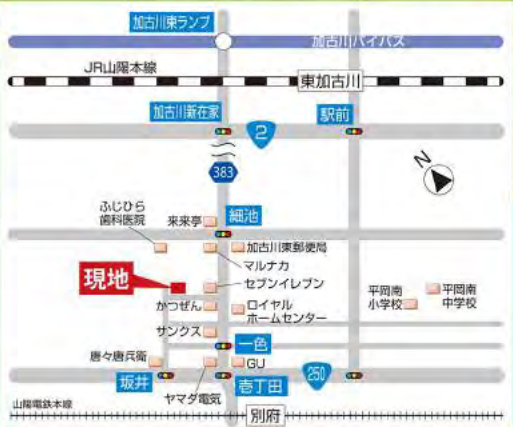 加古川東ランプ
加古川バイパス
JR山陽本線
東加古川
加古川新在家
2
駅前
383
N
ふじひら
歯科医院
来来亭
細池
加古川東郵便局
マルナカ
現地
セブンイレブン
かつぜん
ロイヤル
ホームセンター
平岡南
小学校
平岡南
中学校
サンクス
一色
唐々唐兵衛
GU
250
坂井
ヤマダ電気
壱丁田
山陽電鉄本線
別府